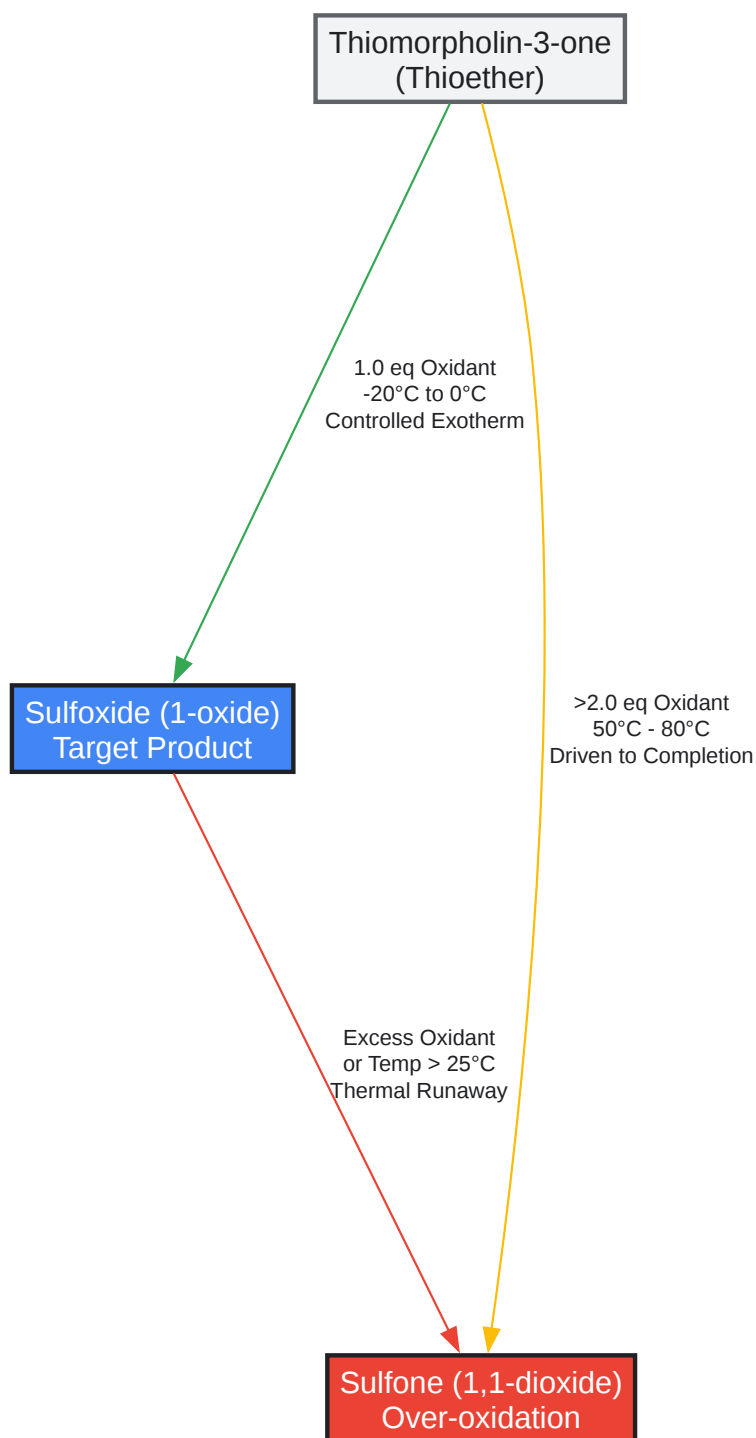 Thiomorpholin-3-one
(Thioether)
1.0 eq Oxidant
-20°C to 0°C
Controlled Exotherm
Sulfoxide (1-oxide)
Target Product
>2.0 eq Oxidant
50°C - 80°C
Driven to Completion
Excess Oxidant
or Temp > 25°C
Thermal Runaway
Sulfone (1,1-dioxide)
Over-oxidation